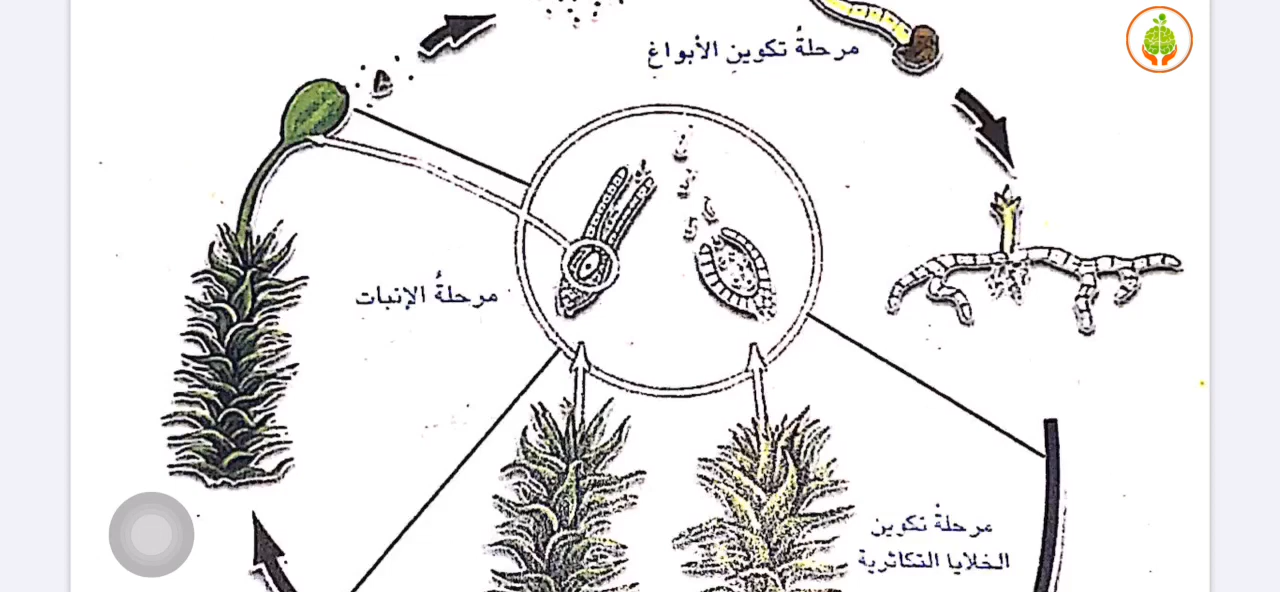 مرحلةُ تكوينِ الأبواغِ
مرحلةُ الإنبات
مرحلةُ تكوين
الخلايا التكاثرية